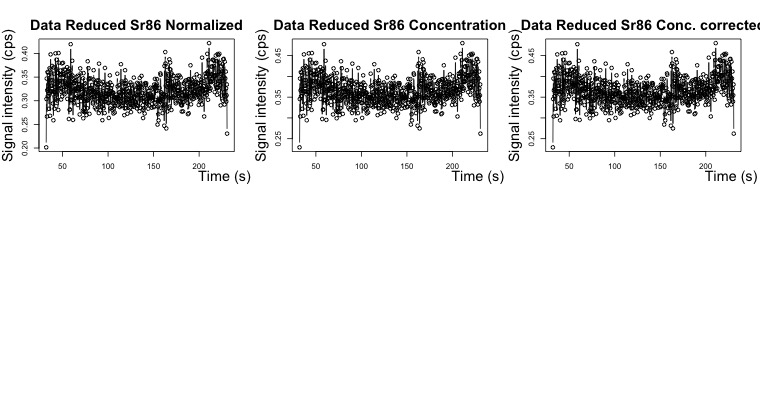 Data Reduced Sr86 Normalized
Signal intensity (cps)
0.40
0.35
0.30
0.25
0.20
50
100
150
200
Time (s)
Data Reduced Sr86 Concentration
Signal intensity (cps)
0.45
0.35
0.25
50
100
150
200
Time (s)
Data Reduced Sr86 Conc. corrected
Signal intensity (cps)
0.45
0.35
0.25
50
100
150
200
Time (s)